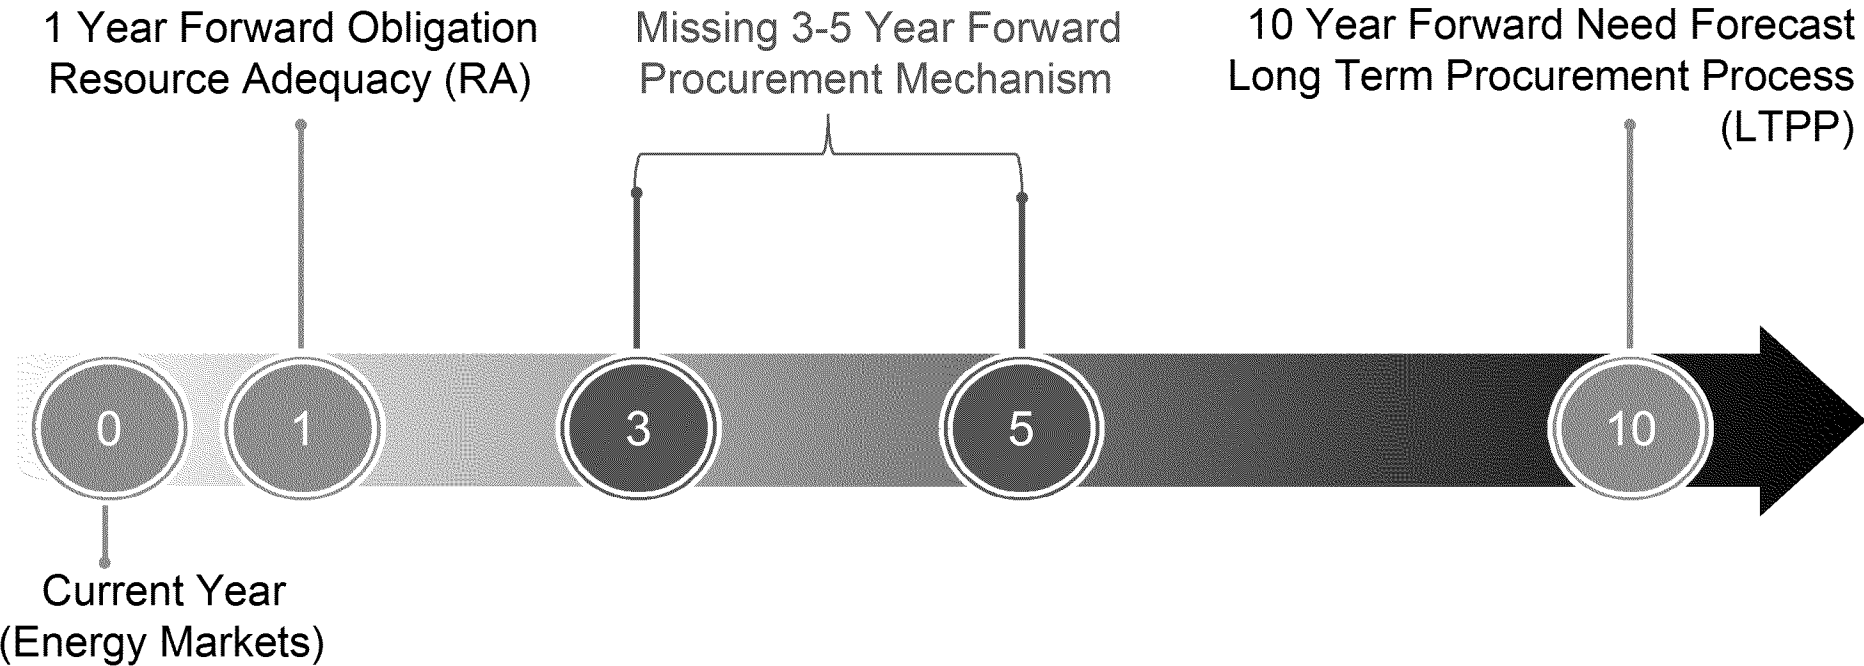 1 Year Forward Obligation
Resource Adequacy (RA)
Missing 3-5 Year Forward
Procurement Mechanism
10 Year Forward Need Forecast
Long Term Procurement Process
(LTPP)
0
1
3
5
10
Current Year
(Energy Markets)